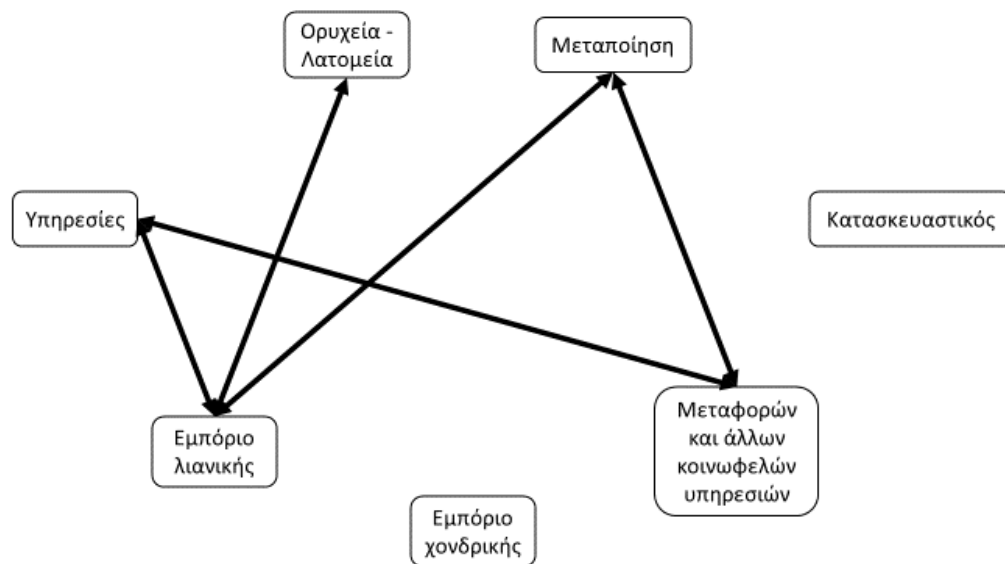 Ορυχεία -
Λατομεία
Μεταποίηση
Υπηρεσίες
Κατασκευαστικός
Εμπόριο
λιανικής
Μεταφορών
και άλλων
κοινωφελών
υπηρεσιών
Εμπόριο
χονδρικής